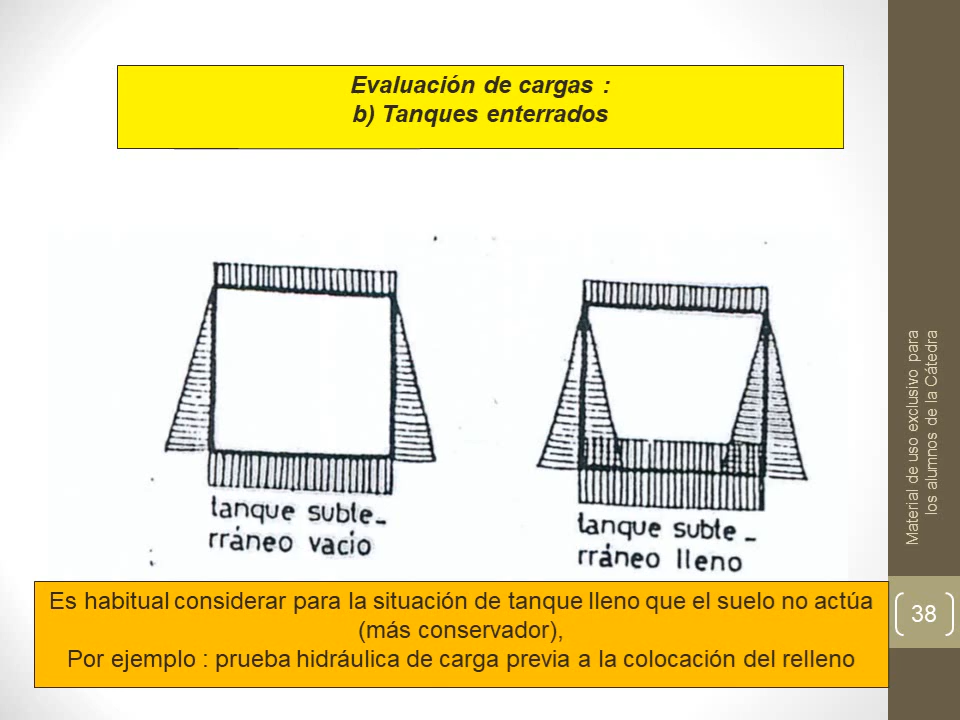 Evaluación de cargas :
b) Tanques enterrados
tanque subte-
rráneo vacio
tanque subte-
rráneo lleno
Es habitual considerar para la situación de tanque lleno que el suelo no actúa
(más conservador),
Por ejemplo : prueba hidráulica de carga previa a la colocación del relleno
Material de uso exclusivo para
los alumnos de la Cátedra
38